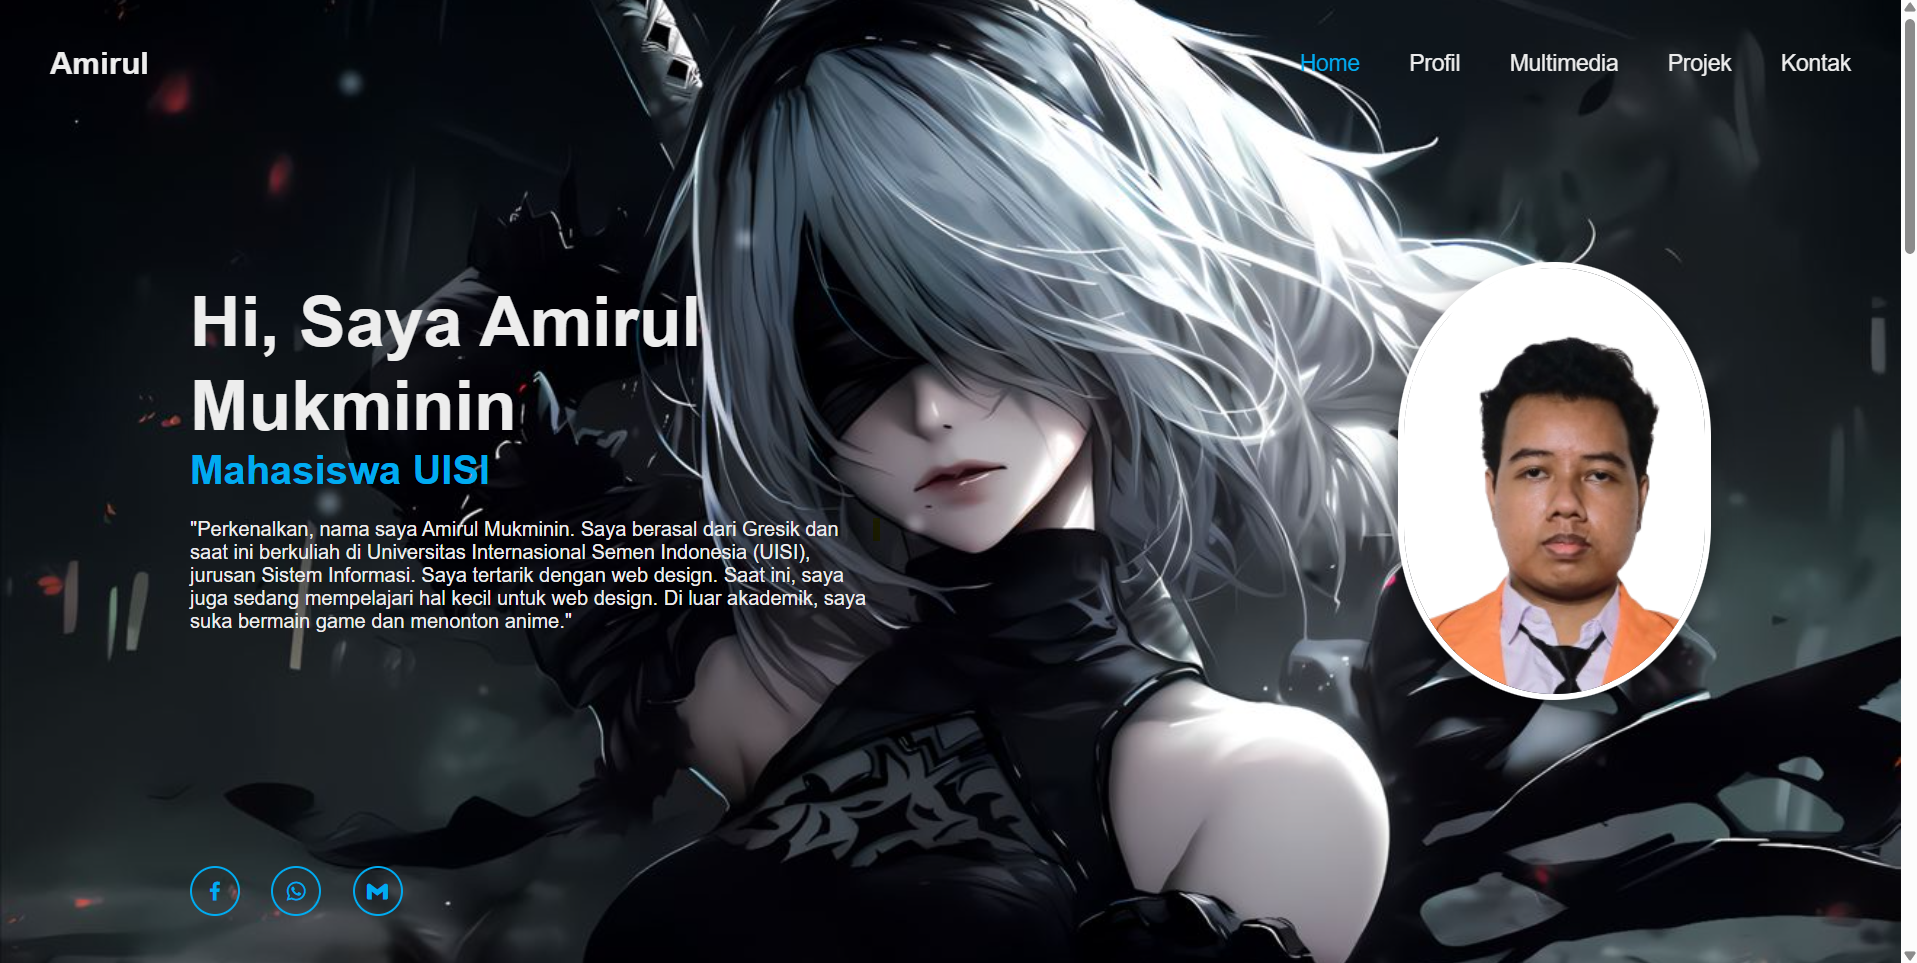 Amirul
Home Profil Multimedia Projek Kontak
Hi, Saya Amirul
Mukminin
Mahasiswa UISI
"Perkenalkan, nama saya Amirul Mukminin. Saya berasal dari Gresik dan
saat ini berkuliah di Universitas Internasional Semen Indonesia (UISI),
jurusan Sistem Informasi. Saya tertarik dengan web design. Saat ini, saya
juga sedang mempelajari hal kecil untuk web design. Di luar akademik, saya
suka bermain game dan menonton anime."